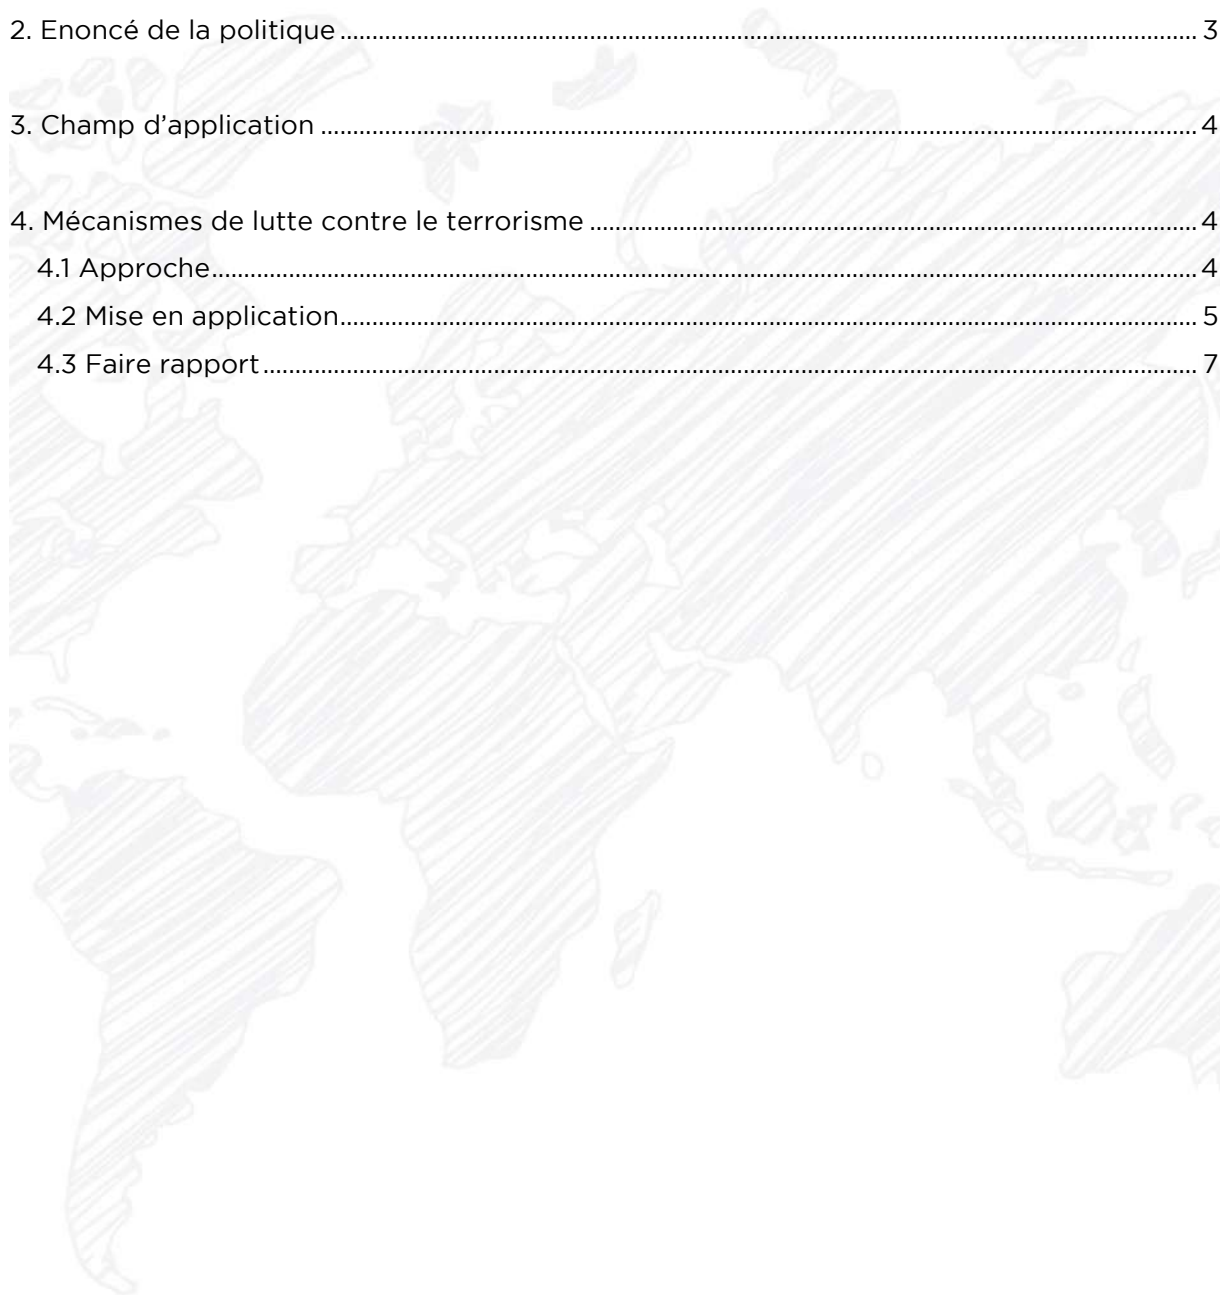 2. Enoncé de la politique ........................ 3
3. Champ d’application ........................ 4
4. Mécanismes de lutte contre le terrorisme ........................ 4
4.1 Approche ........................ 4
4.2 Mise en application ........................ 5
4.3 Faire rapport ........................ 7